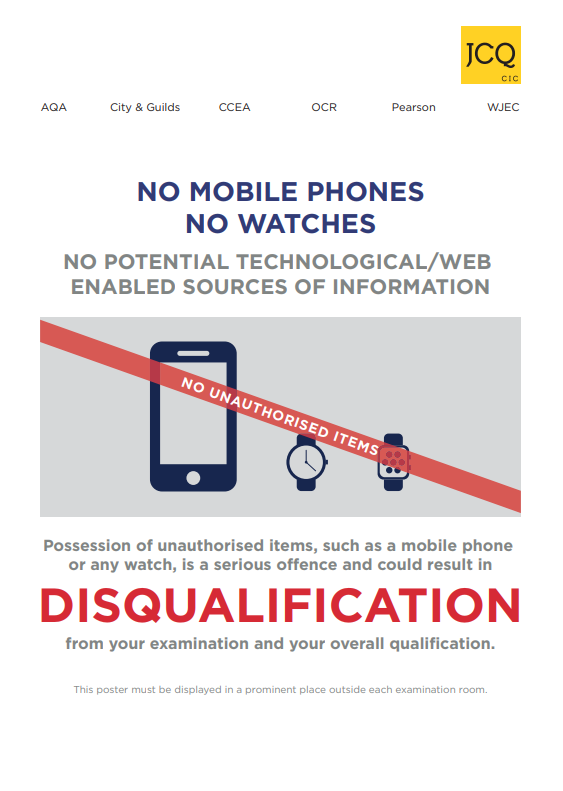 JCQ
CIC
AQA City & Guilds CCEA OCR Pearson WJEC
NO MOBILE PHONES
NO WATCHES
NO POTENTIAL TECHNOLOGICAL/WEB
ENABLED SOURCES OF INFORMATION
NO UNAUTHORISED ITEMS
Possession of unauthorised items, such as a mobile phone
or any watch, is a serious offence and could result in
DISQUALIFICATION
from your examination and your overall qualification.
This poster must be displayed in a prominent place outside each examination room.